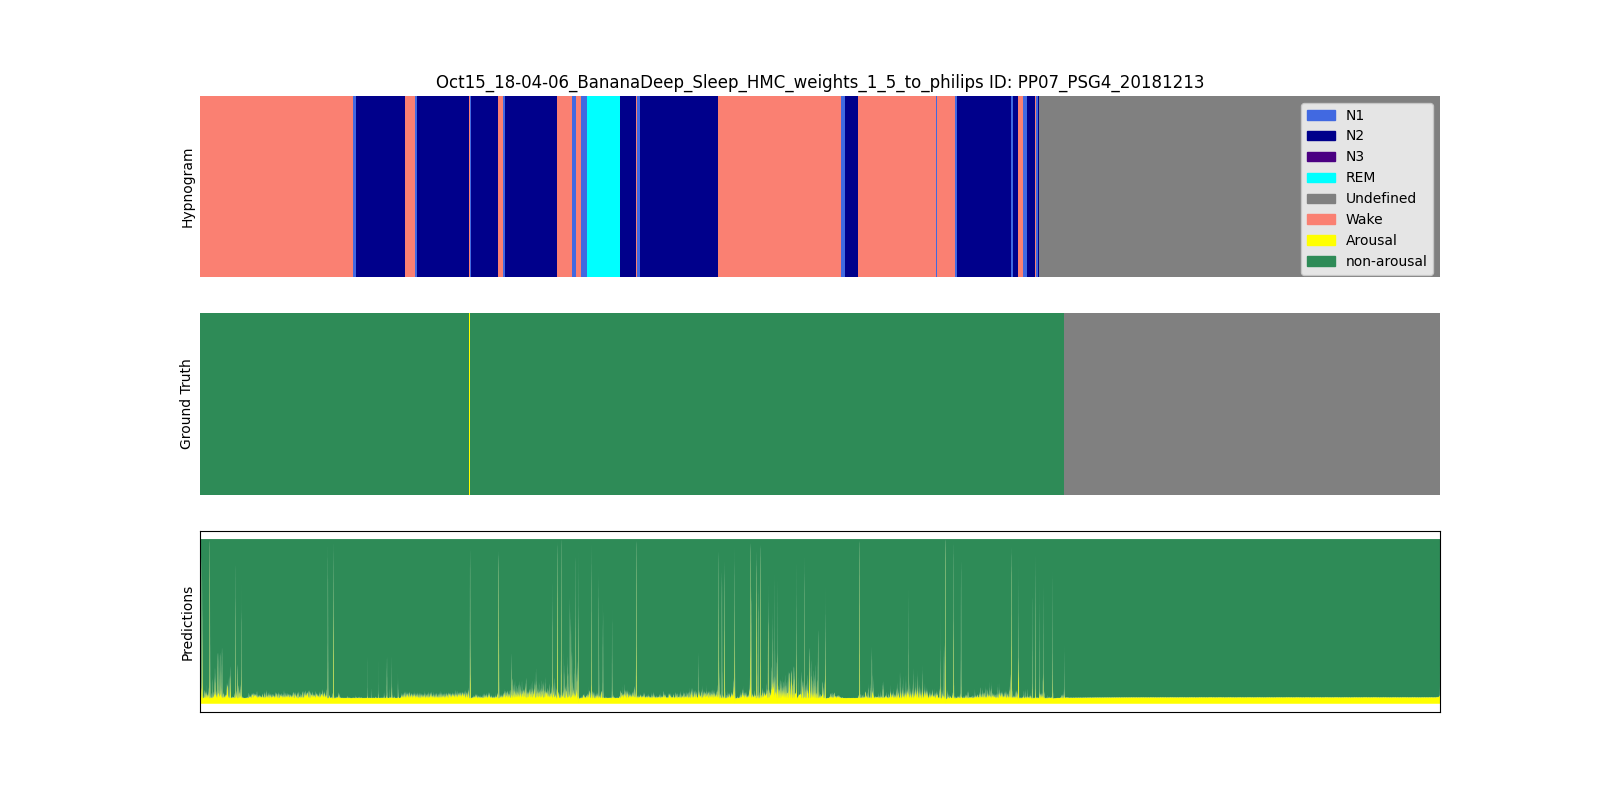 Oct15_18-04-06_BananaDeep_Sleep_HMC_weights_1_5_to_philips ID: PP07_PSG4_20181213
Hypnogram
N1
N2
N3
REM
Undefined
Wake
Arousal
non-arousal
Ground Truth
Predictions